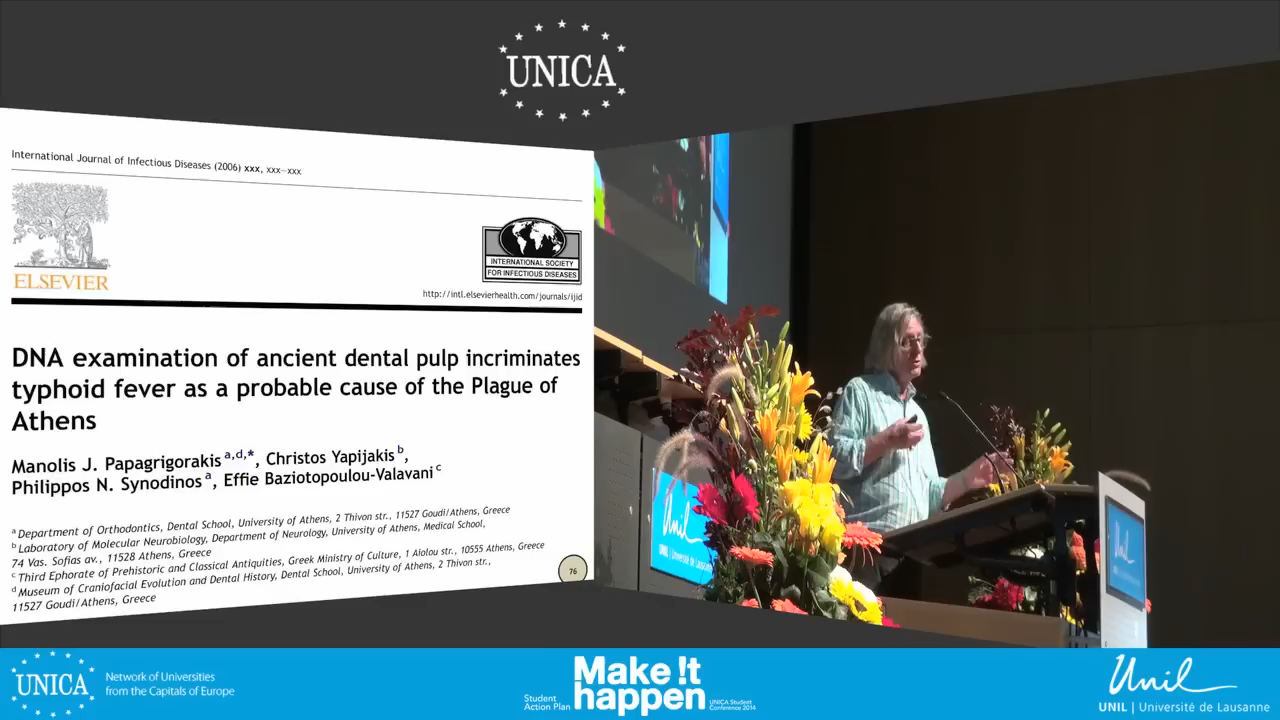 UNICA
International Journal of Infectious Diseases (2006) xxx, xxx—xxx
ELSEVIER
INTERNATIONAL SOCIETY
FOR INFECTIOUS DISEASES
http://intl.elsevierhealth.com/journals/ijid
DNA examination of ancient dental pulp incriminates
typhoid fever as a probable cause of the Plague of
Athens
Manolis J. Papagrigorakis a,d,*, Christos Yapijakis b,
Philippos N. Synodinos a, Effie Baziotopoulou-Valavani c
a Department of Orthodontics, Dental School, University of Athens, 2 Thivon str., 11527 Goudi/Athens, Greece
b Laboratory of Molecular Neurobiology, Department of Neurology, University of Athens, Medical School,
74 Vas. Sofias av., 11528 Athens, Greece
c Third Ephorate of Prehistoric and Classical Antiquities, Greek Ministry of Culture, 1 Aiolou str., 10555 Athens, Greece
d Museum of Craniofacial Evolution and Dental History, Dental School, University of Athens, 2 Thivon str.,
11527 Goudi/Athens, Greece
76
Unil
UNIL | Université de Lausanne
Unil
UNICA
Network of Universities
from the Capitals of Europe
Student
Action Plan
Make !t
happen
UNICA Student
Conference 2014
Unil
UNIL | Université de Lausanne